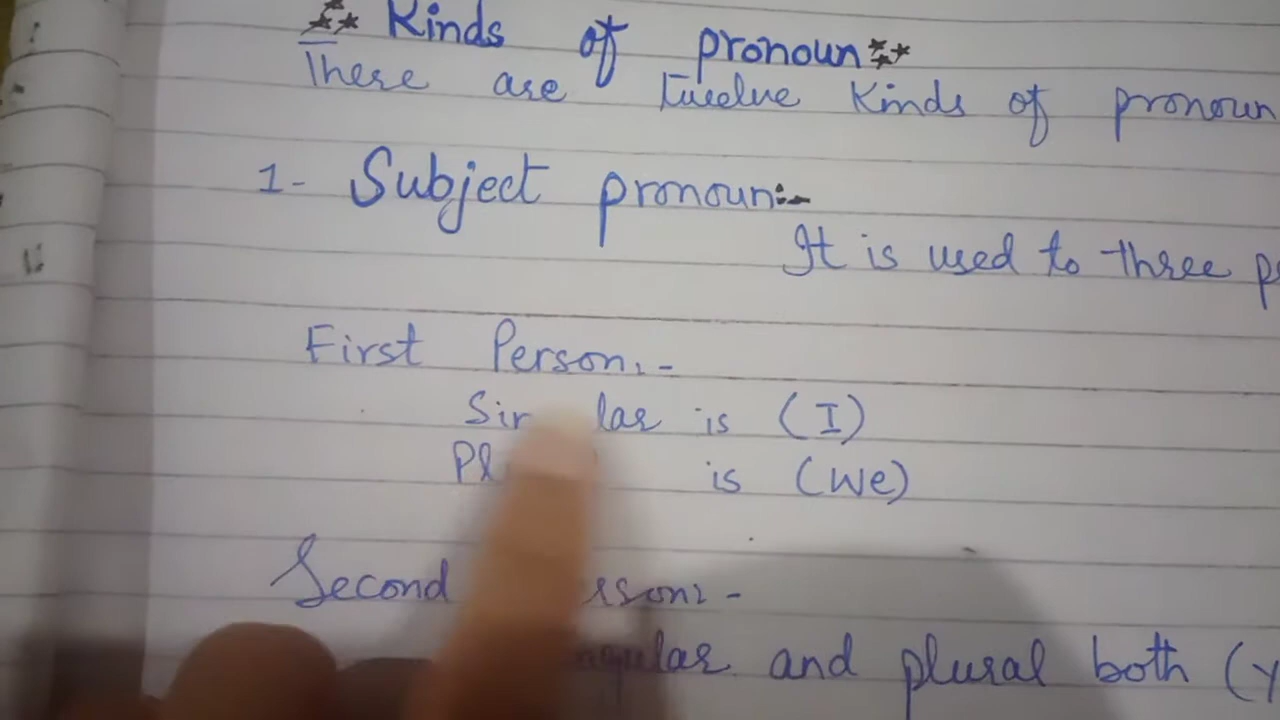 Kinds of pronoun
There are twelve kinds of pronoun
1- Subject pronoun:-
It is used to three
First Person:-
is (I)
is (We)
Second
and plural both